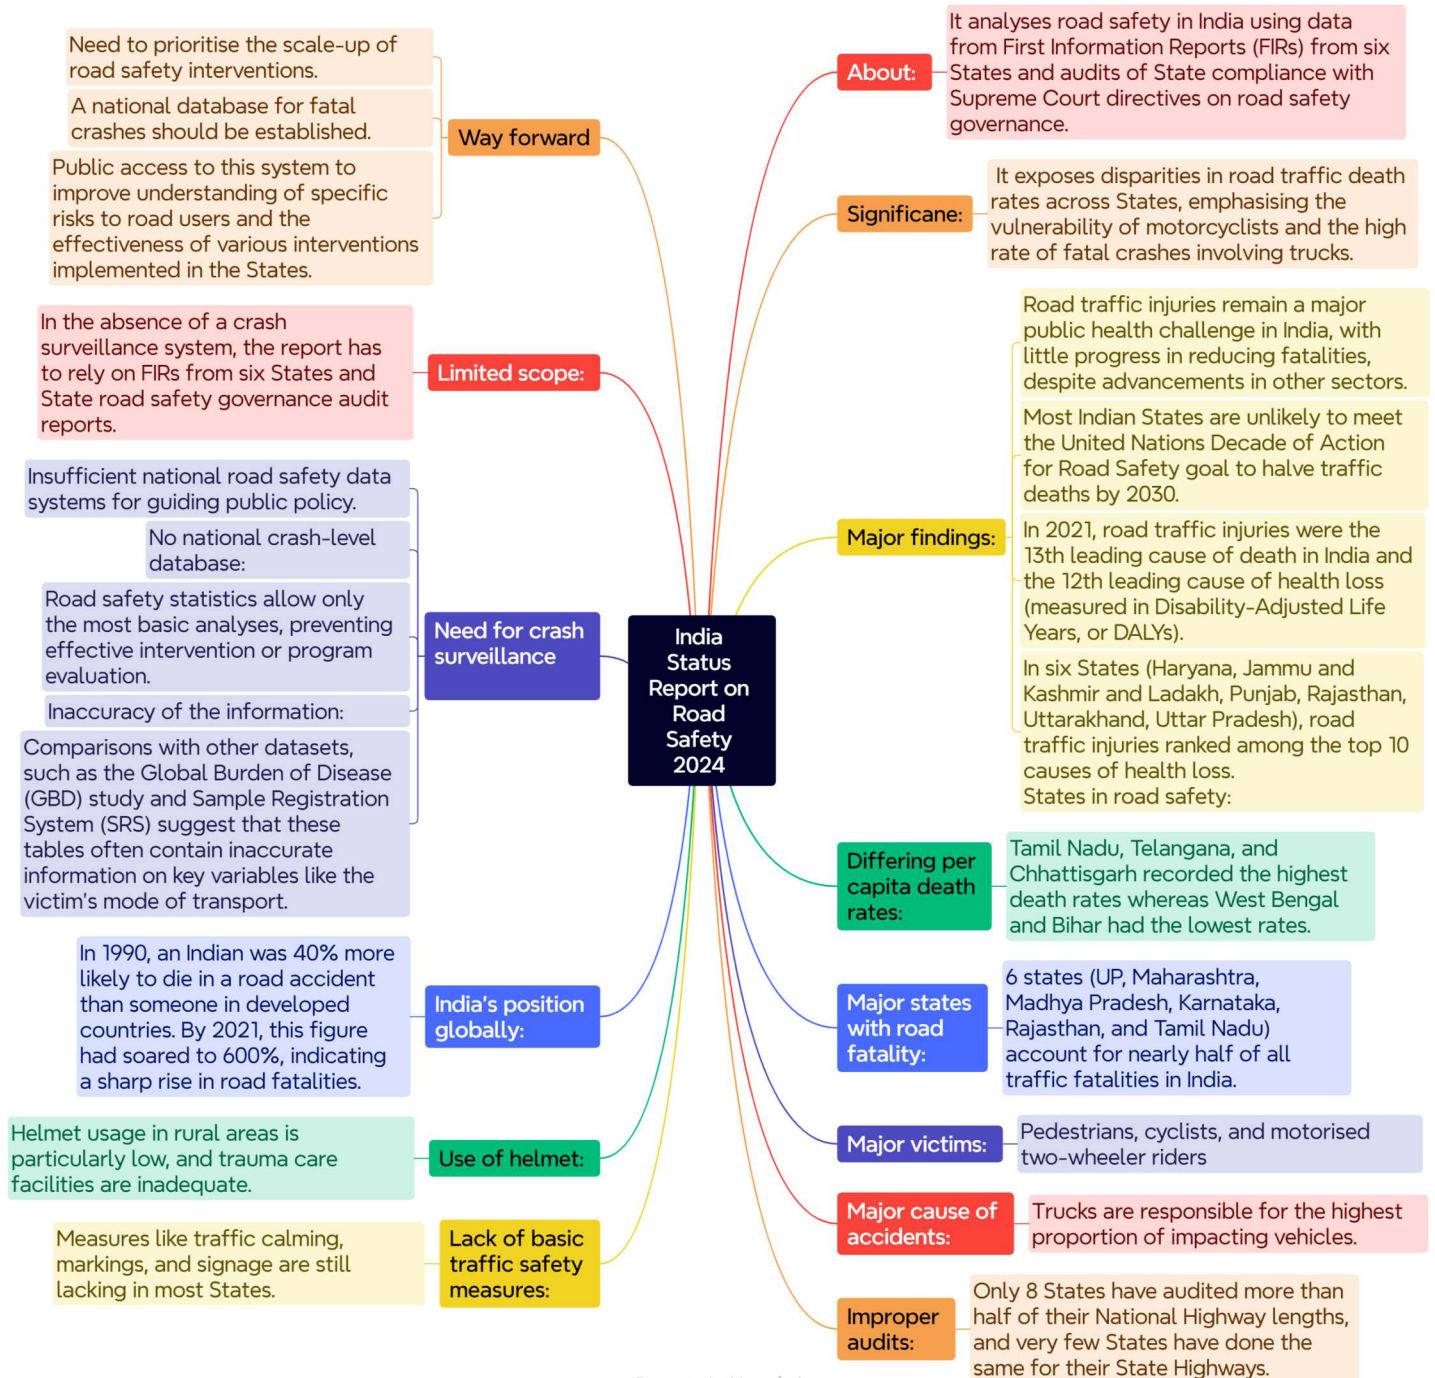 Need to prioritise the scale-up of
road safety interventions.
A national database for fatal
crashes should be established.
Public access to this system to
improve understanding of specific
risks to road users and the
effectiveness of various interventions
implemented in the States.
Way forward
In the absence of a crash
surveillance system, the report has
to rely on FIRs from six States and
State road safety governance audit
reports.
Limited scope:
Insufficient national road safety data
systems for guiding public policy.
No national crash-level
database:
Road safety statistics allow only
the most basic analyses, preventing
effective intervention or program
evaluation.
Inaccuracy of the information:
Comparisons with other datasets,
such as the Global Burden of Disease
(GBD) study and Sample Registration
System (SRS) suggest that these
tables often contain inaccurate
information on key variables like the
victim's mode of transport.
Need for crash
surveillance
In 1990, an Indian was 40% more
likely to die in a road accident
than someone in developed
countries. By 2021, this figure
had soared to 600%, indicating
a sharp rise in road fatalities.
India's position
globally:
Helmet usage in rural areas is
particularly low, and trauma care
facilities are inadequate.
Use of helmet:
Measures like traffic calming,
markings, and signage are still
lacking in most States.
Lack of basic
traffic safety
measures:
India
Status
Report on
Road
Safety
2024
About:
It analyses road safety in India using data
from First Information Reports (FIRs) from six
States and audits of State compliance with
Supreme Court directives on road safety
governance.
Significane:
It exposes disparities in road traffic death
rates across States, emphasising the
vulnerability of motorcyclists and the high
rate of fatal crashes involving trucks.
Major findings:
Road traffic injuries remain a major
public health challenge in India, with
little progress in reducing fatalities,
despite advancements in other sectors.
Most Indian States are unlikely to meet
the United Nations Decade of Action
for Road Safety goal to halve traffic
deaths by 2030.
In 2021, road traffic injuries were the
13th leading cause of death in India and
the 12th leading cause of health loss
(measured in Disability-Adjusted Life
Years, or DALYs).
In six States (Haryana, Jammu and
Kashmir and Ladakh, Punjab, Rajasthan,
Uttarakhand, Uttar Pradesh), road
traffic injuries ranked among the top 10
causes of health loss.
States in road safety:
Differing per
capita death
rates:
Tamil Nadu, Telangana, and
Chhattisgarh recorded the highest
death rates whereas West Bengal
and Bihar had the lowest rates.
Major states
with road
fatality:
6 states (UP, Maharashtra,
Madhya Pradesh, Karnataka,
Rajasthan, and Tamil Nadu)
account for nearly half of all
traffic fatalities in India.
Major victims:
Pedestrians, cyclists, and motorised
two-wheeler riders
Major cause of
accidents:
Trucks are responsible for the highest
proportion of impacting vehicles.
Improper
audits:
Only 8 States have audited more than
half of their National Highway lengths,
and very few States have done the
same for their State Highways.